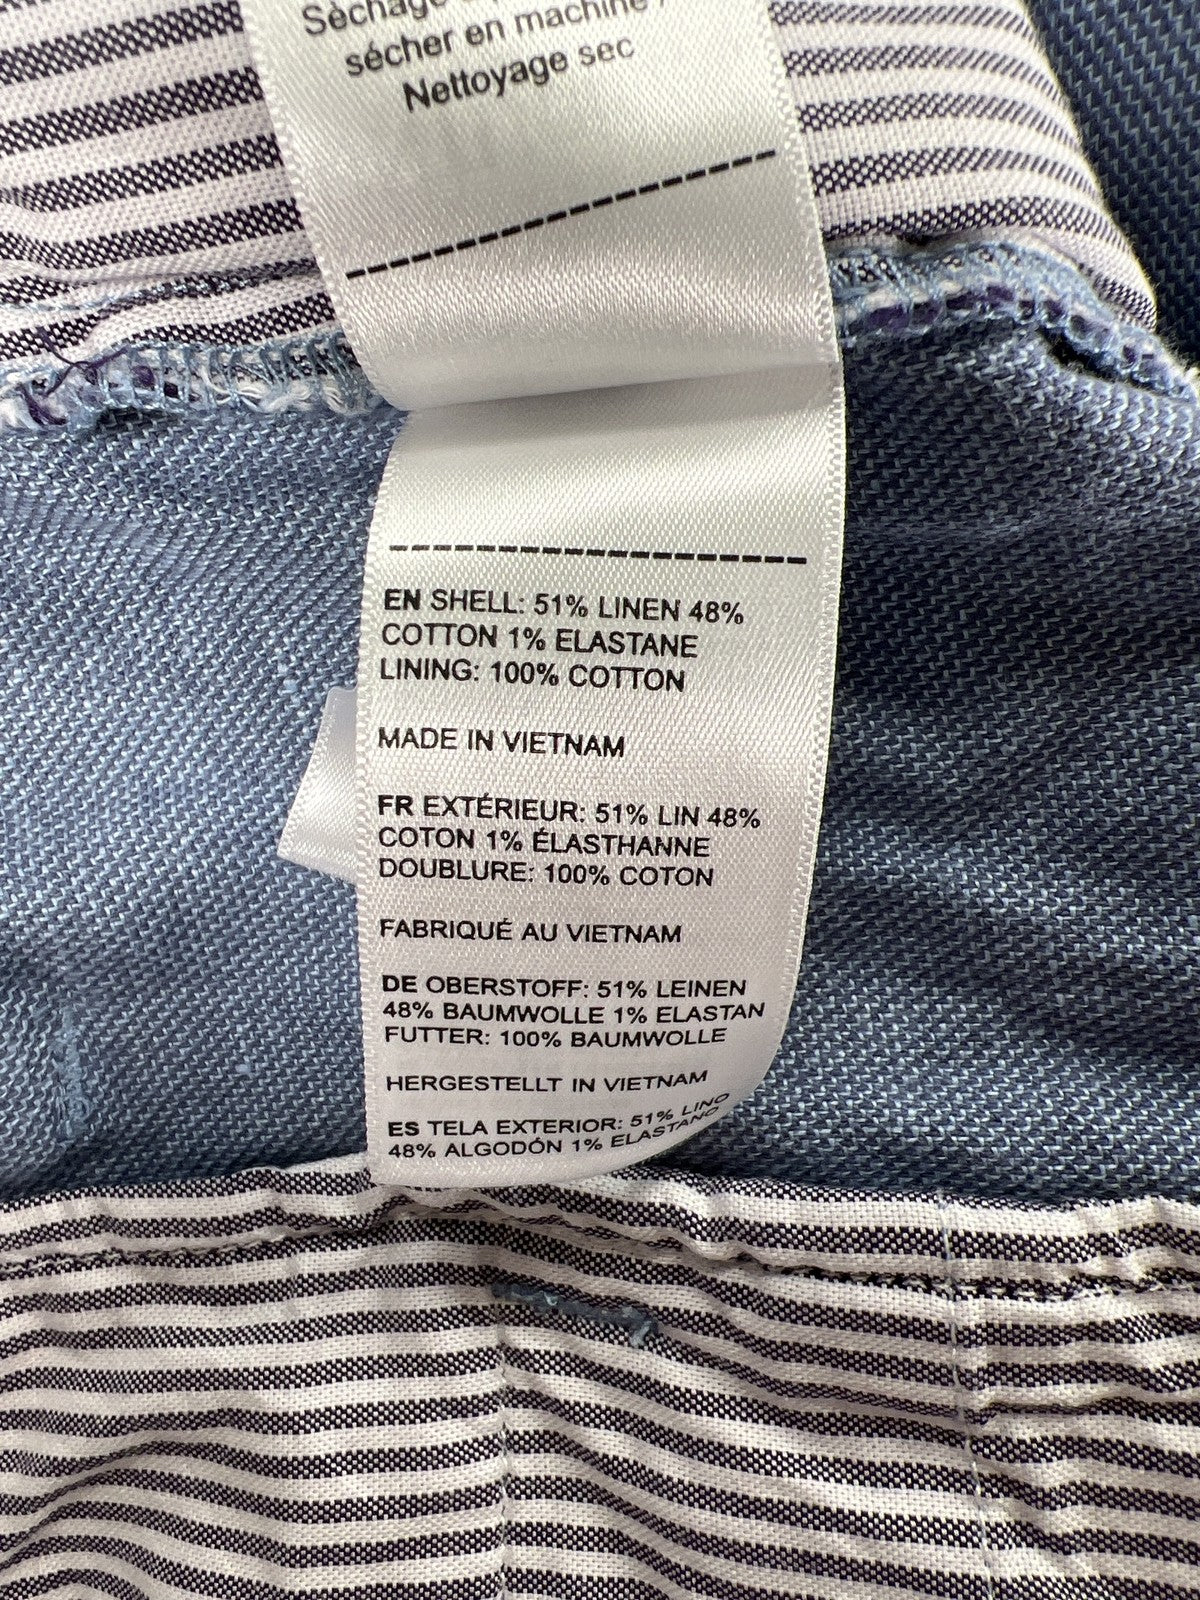 Séchage
sécher en machine /
Nettoyage sec
EN SHELL: 51% LINEN 48%
COTTON 1% ELASTANE
LINING: 100% COTTON
MADE IN VIETNAM
FR EXTÉRIEUR: 51% LIN 48%
COTON 1% ÉLASTHANNE
DOUBLURE: 100% COTON
FABRIQUÉ AU VIETNAM
DE OBERSTOFF: 51% LEINEN
48% BAUMWOLLE 1% ELASTAN
FUTTER: 100% BAUMWOLLE
HERGESTELLT IN VIETNAM
ES TELA EXTERIOR: 51% LINO
48% ALGODÓN 1% ELASTANO